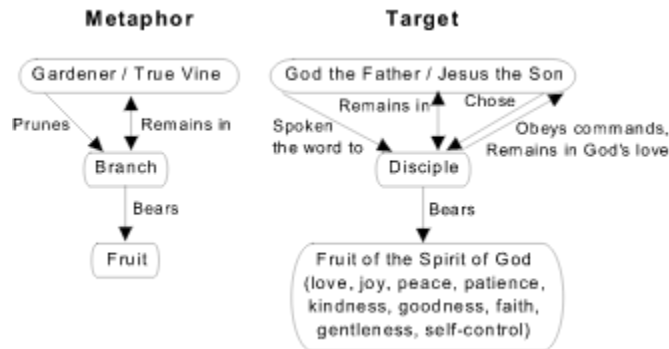 Metaphor
Target
Gardener / True Vine
God the Father / Jesus the Son
Prunes
Remains in
Remains in
Chose
Spoken
the word to
Obeys commands,
Remains in God's love
Branch
Disciple
Bears
Bears
Fruit
Fruit of the Spirit of God
(love, joy, peace, patience,
kindness, goodness, faith,
gentleness, self-control)